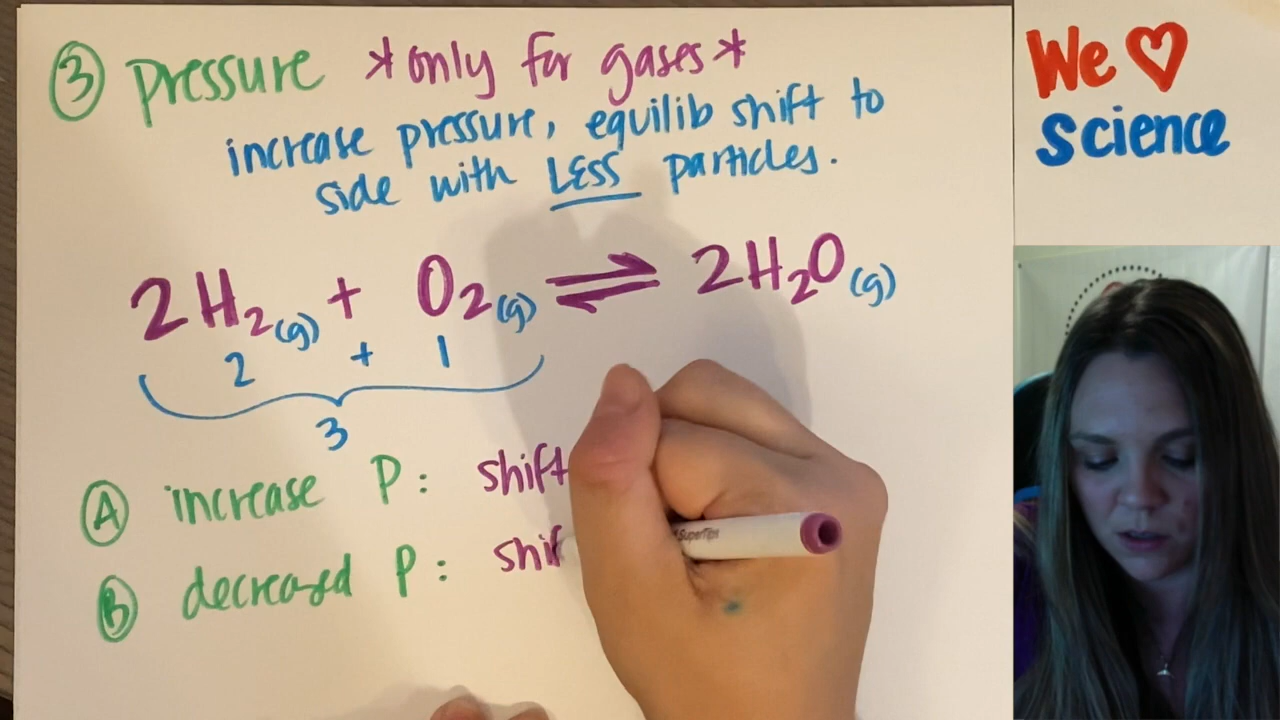 ③ Pressure *only for gases*
increase pressure, equilib shift to
side with LESS particles.
2H₂(g) + O₂(g) ⇌ 2H₂O(g)
2 + 1
3
Ⓐ increase P: shift
Ⓑ decreased P: shif
SuperTips
We ♡
science